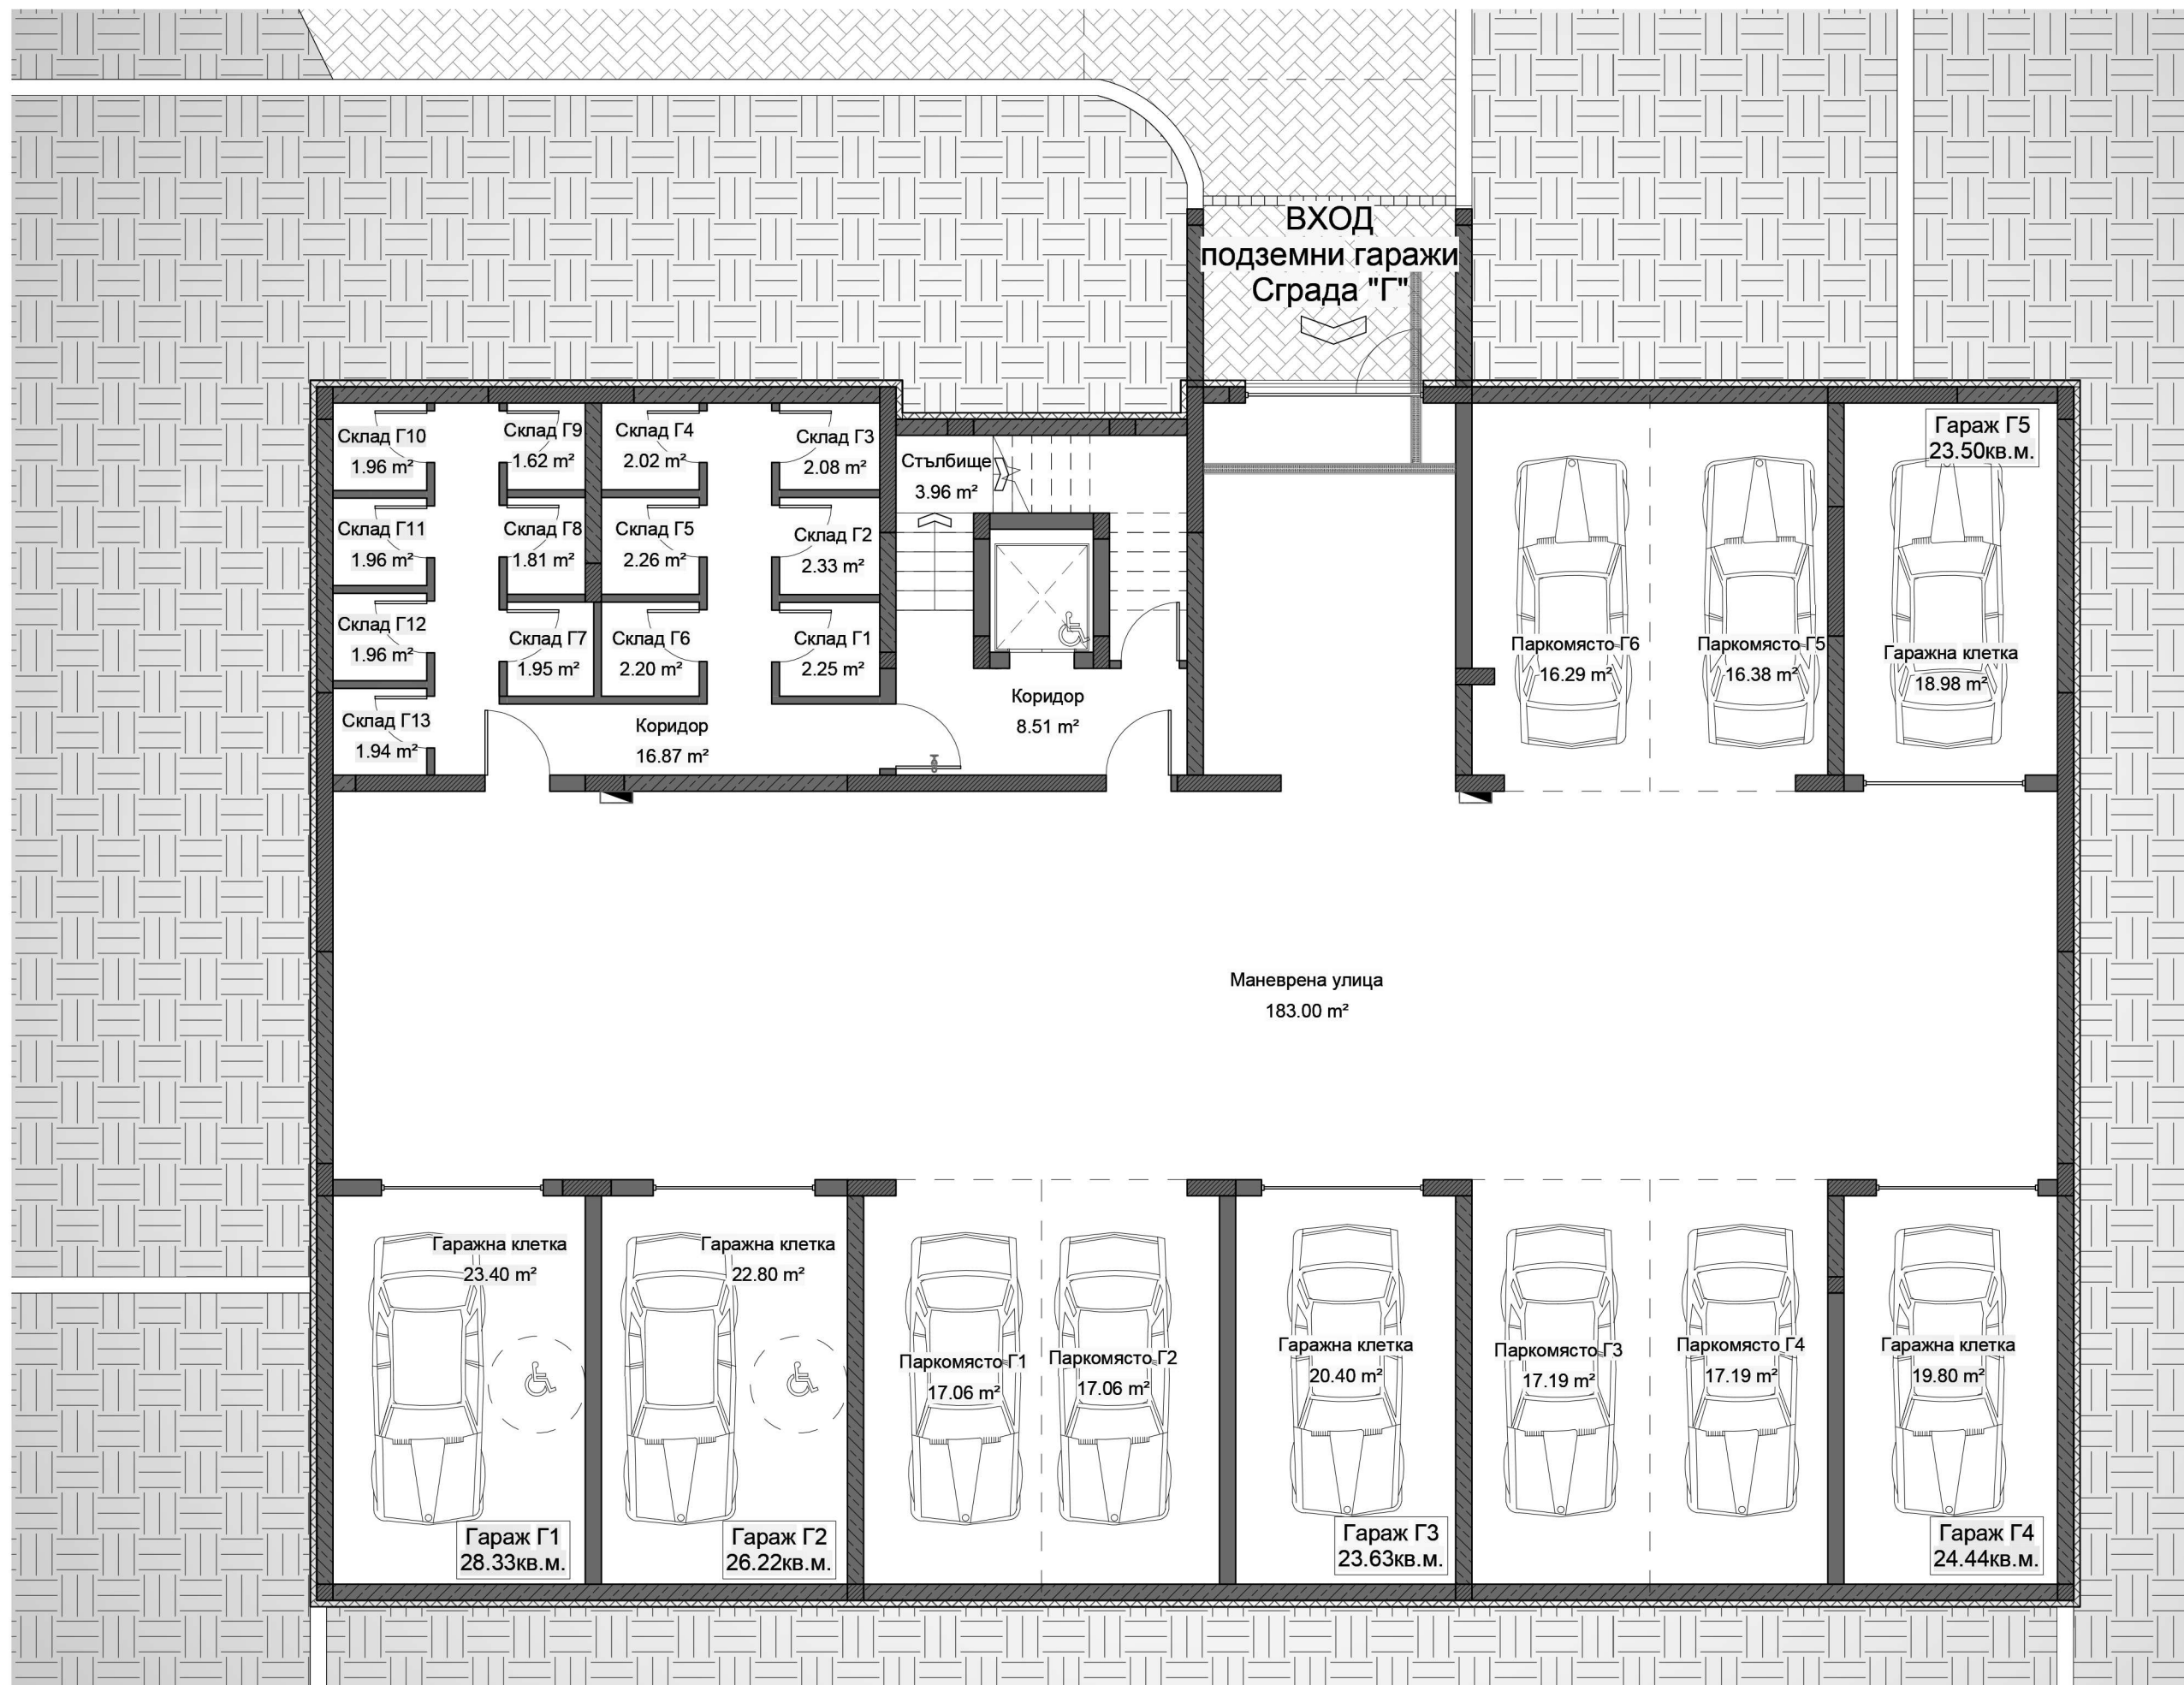 ВХОД
подземни гаражи
Сграда "Г"
Склад Г10
1.96 m²
Склад Г9
1.62 m²
Склад Г4
2.02 m²
Склад Г3
2.08 m²
Стълбище
3.96 m²
Гараж Г5
23.50кв.м.
Склад Г11
1.96 m²
Склад Г8
1.81 m²
Склад Г5
2.26 m²
Склад Г2
2.33 m²
Склад Г12
1.96 m²
Склад Г7
1.95 m²
Склад Г6
2.20 m²
Склад Г1
2.25 m²
Паркомясто Г6
16.29 m²
Паркомясто Г5
16.38 m²
Гаражна клетка
18.98 m²
Склад Г13
1.94 m²
Коридор
16.87 m²
Коридор
8.51 m²
Маневрена улица
183.00 m²
Гаражна клетка
23.40 m²
Гаражна клетка
22.80 m²
Паркомясто Г1
17.06 m²
Паркомясто Г2
17.06 m²
Гаражна клетка
20.40 m²
Паркомясто Г3
17.19 m²
Паркомясто Г4
17.19 m²
Гаражна клетка
19.80 m²
Гараж Г1
28.33кв.м.
Гараж Г2
26.22кв.м.
Гараж Г3
23.63кв.м.
Гараж Г4
24.44кв.м.